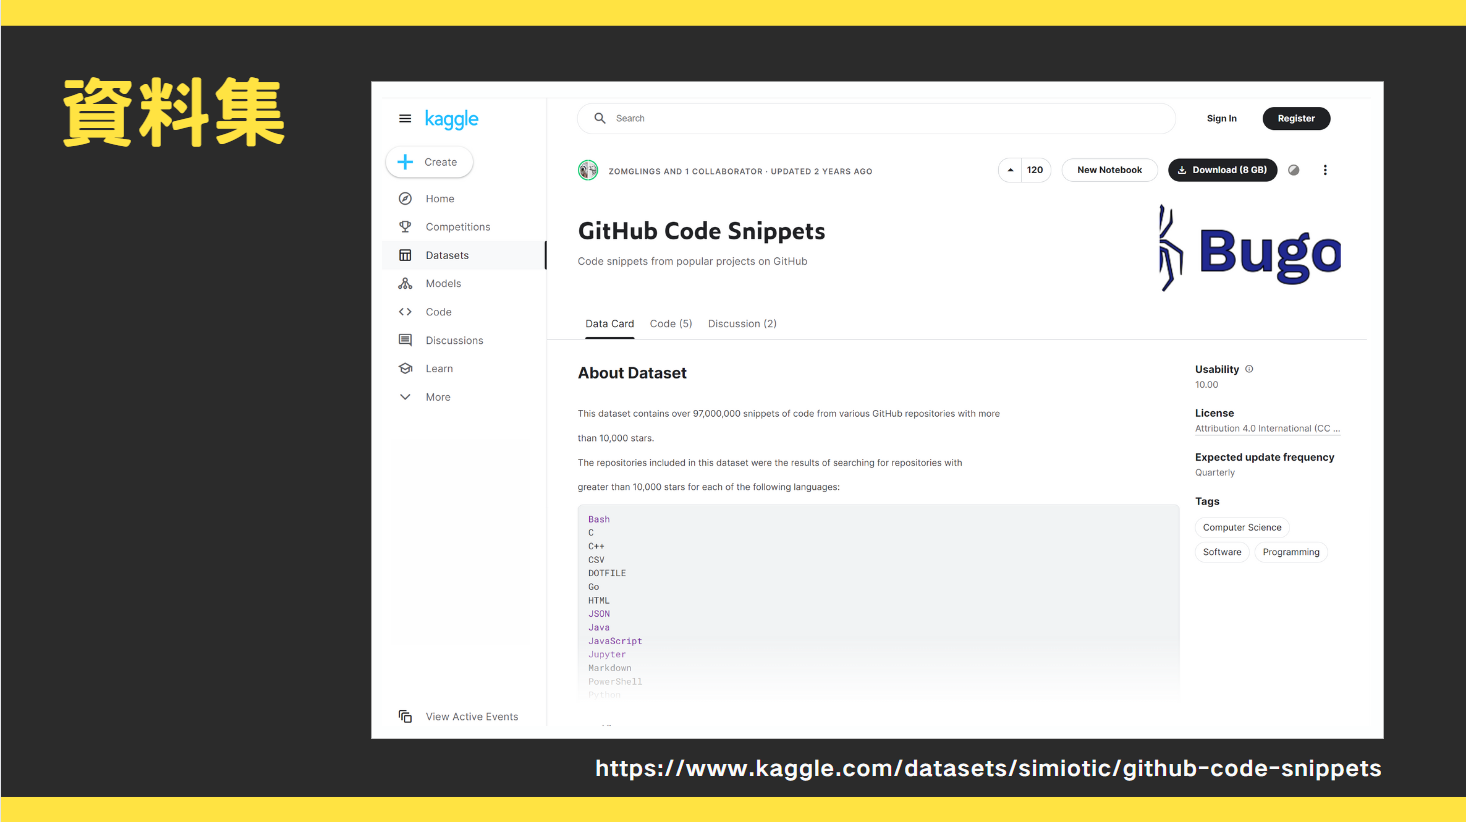 資料集
kaggle
Search
Sign In
Register
Create
ZOMGLINGS AND 1 COLLABORATOR · UPDATED 2 YEARS AGO
120
New Notebook
Download (8 GB)
Home
Competitions
Datasets
Models
Code
Discussions
Learn
More
View Active Events
GitHub Code Snippets
Code snippets from popular projects on GitHub
Bugo
Data Card
Code (5)
Discussion (2)
About Dataset
This dataset contains over 97,000,000 snippets of code from various GitHub repositories with more
than 10,000 stars.
The repositories included in this dataset were the results of searching for repositories with
greater than 10,000 stars for each of the following languages:
Bash
C
C++
CSV
DOTFILE
Go
HTML
JSON
Java
JavaScript
Jupyter
Markdown
PowerShell
Python
Usability
10.00
License
Attribution 4.0 International (CC ...
Expected update frequency
Quarterly
Tags
Computer Science
Software
Programming
https://www.kaggle.com/datasets/simiotic/github-code-snippets